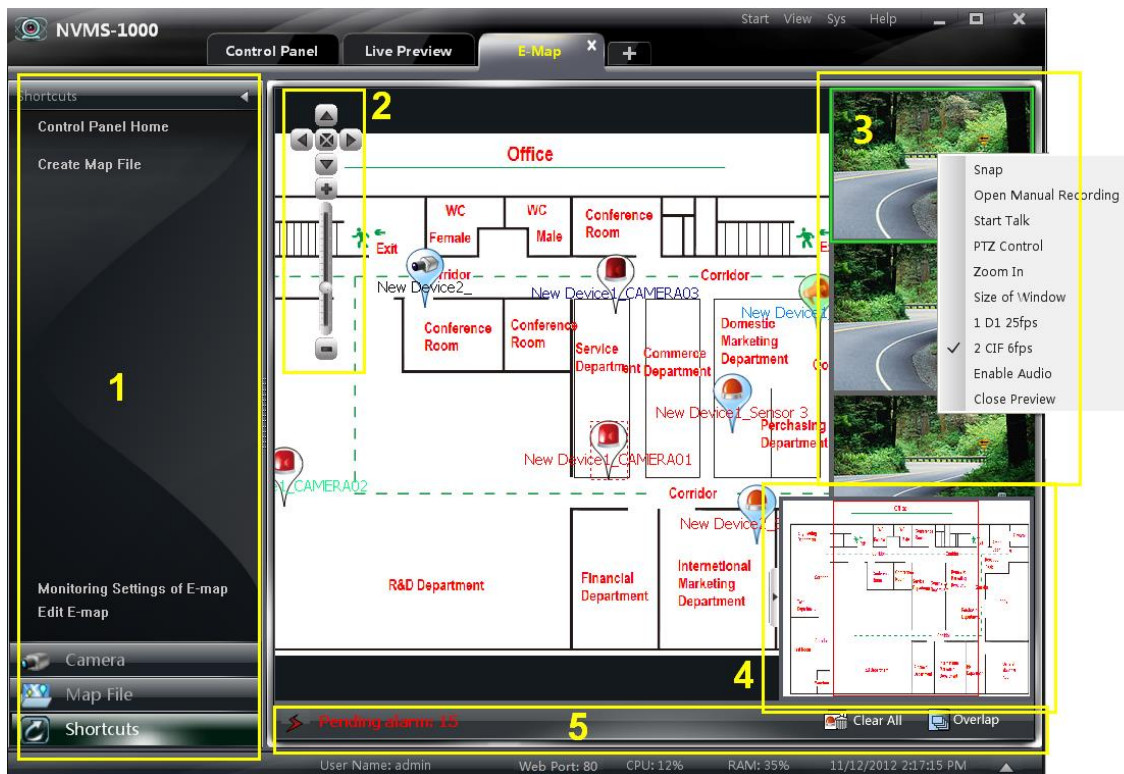 NVMS-1000
Start View Sys Help
Control Panel
Live Preview
E-Map
Shortcuts
Control Panel Home
Create Map File
1
Monitoring Settings of E-map
Edit E-map
Camera
Map File
Shortcuts
2
Office
WC
Female
WC
Male
Conference
Room
Exit
Corridor
New Device2_
New Device1_CAMERA03
New Device1
Conference
Room
Conference
Room
Service
Department
Commerce
Department
Domestic
Marketing
Department
New Device1_Sensor 3
Perchasing
Department
New Device1_CAMERA01
1_CAMERA02
Corridor
New Device2_
R&D Department
Financial
Department
Internetional
Marketing
Department
3
Snap
Open Manual Recording
Start Talk
PTZ Control
Zoom In
Size of Window
1 D1 25fps
2 CIF 6fps
Enable Audio
Close Preview
4
Pending alarm: 15
5
Clear All
Overlap
User Name: admin
Web Port: 80
CPU: 12%
RAM: 35%
11/12/2012 2:17:15 PM